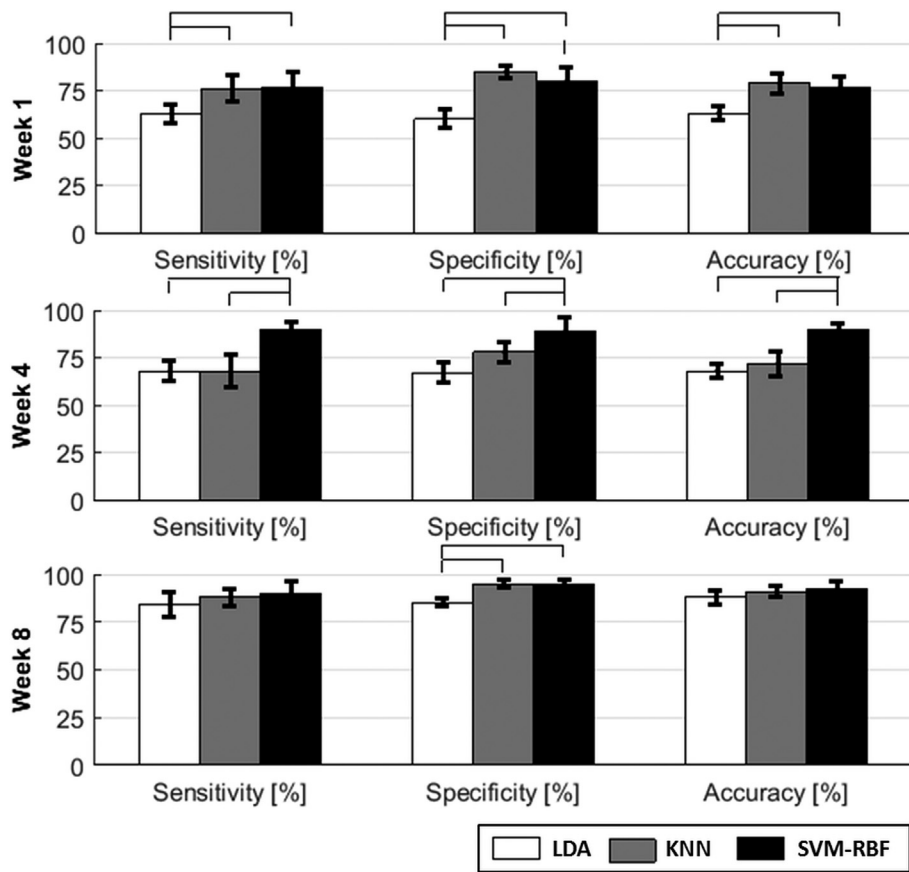 100
75
50
25
0
Week 1
Sensitivity [%] Specificity [%] Accuracy [%]
100
75
50
25
0
Week 4
Sensitivity [%] Specificity [%] Accuracy [%]
100
75
50
25
0
Week 8
Sensitivity [%] Specificity [%] Accuracy [%]
LDA KNN SVM-RBF